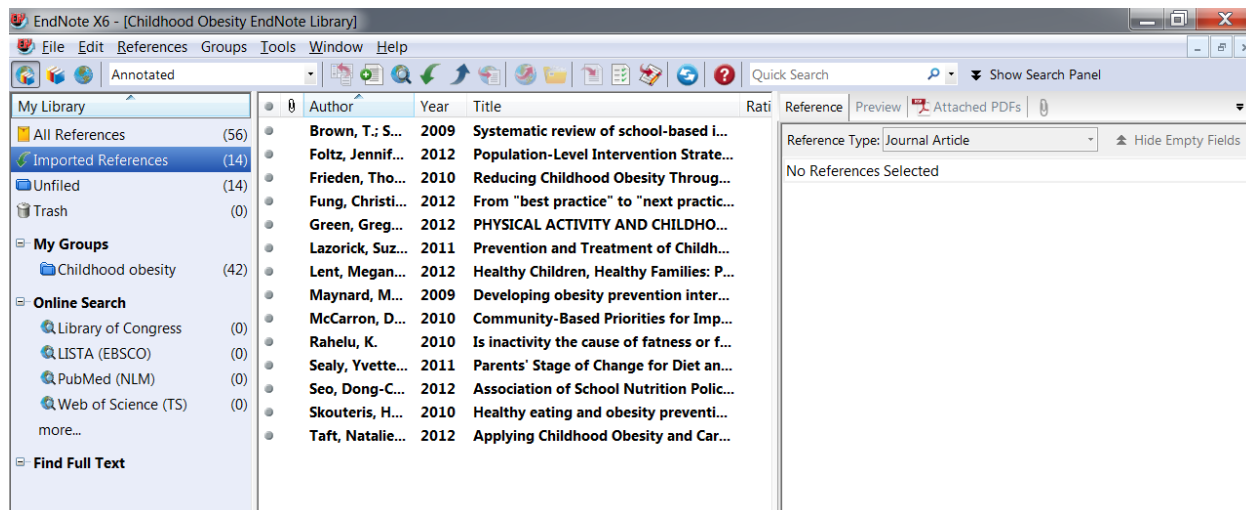 EndNote X6 - [Childhood Obesity EndNote Library]
File Edit References Groups Tools Window Help
Annotated Quick Search Show Search Panel
My Library
All References (56)
Imported References (14)
Unfiled (14)
Trash (0)
My Groups
Childhood obesity (42)
Online Search
Library of Congress (0)
LISTA (EBSCO) (0)
PubMed (NLM) (0)
Web of Science (TS) (0)
more...
Find Full Text
Author Year Title Rati
Brown, T.; S... 2009 Systematic review of school-based i...
Foltz, Jennif... 2012 Population-Level Intervention Strate...
Frieden, Tho... 2010 Reducing Childhood Obesity Throug...
Fung, Christi... 2012 From "best practice" to "next practic...
Green, Greg... 2012 PHYSICAL ACTIVITY AND CHILDHO...
Lazorick, Suz... 2011 Prevention and Treatment of Childh...
Lent, Megan... 2012 Healthy Children, Healthy Families: P...
Maynard, M... 2009 Developing obesity prevention inter...
McCarron, D... 2010 Community-Based Priorities for Imp...
Rahelu, K. 2010 Is inactivity the cause of fatness or f...
Sealy, Yvette... 2011 Parents' Stage of Change for Diet an...
Seo, Dong-C... 2012 Association of School Nutrition Polic...
Skouteris, H... 2010 Healthy eating and obesity preventi...
Taft, Natalie... 2012 Applying Childhood Obesity and Car...
Reference Preview Attached PDFs
Reference Type: Journal Article Hide Empty Fields
No References Selected